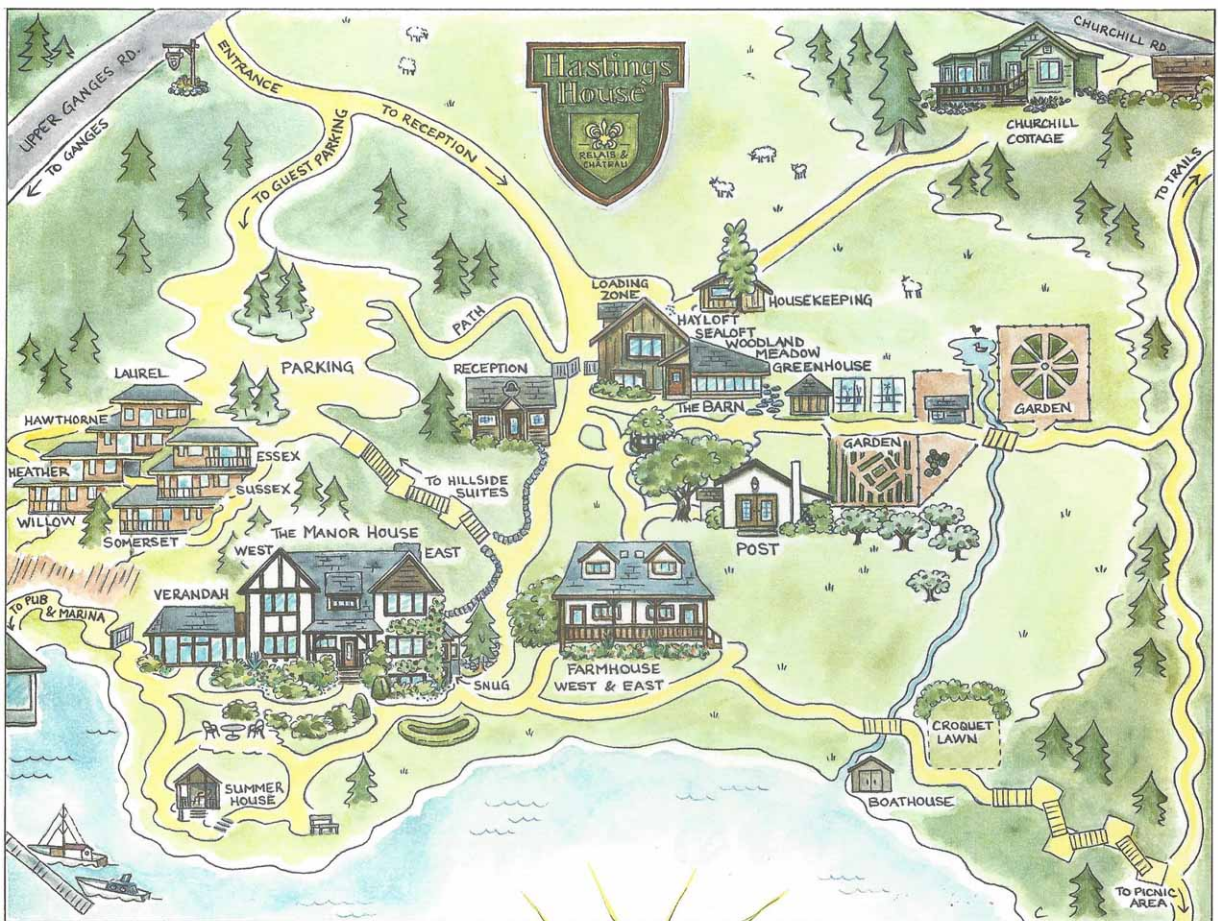 UPPER GANGES RD.
TO GANGES
ENTRANCE
TO GUEST PARKING
TO RECEPTION
Hastings
House
RELAIS &
CHÂTEAU
CHURCHILL RD.
CHURCHILL
COTTAGE
TO TRAILS
LOADING
ZONE
HOUSEKEEPING
HAYLOFT
SEALOFT
WOODLAND
MEADOW
GREENHOUSE
PATH
PARKING
RECEPTION
THE BARN
GARDEN
GARDEN
LAUREL
HAWTHORNE
HEATHER
WILLOW
ESSEX
SUSSEX
SOMERSET
TO HILLSIDE
SUITES
POST
THE MANOR HOUSE
WEST
EAST
VERANDAH
TO PUB
& MARINA
SNUG
FARMHOUSE
WEST & EAST
SUMMER
HOUSE
CROQUET
LAWN
BOATHOUSE
TO PICNIC
AREA